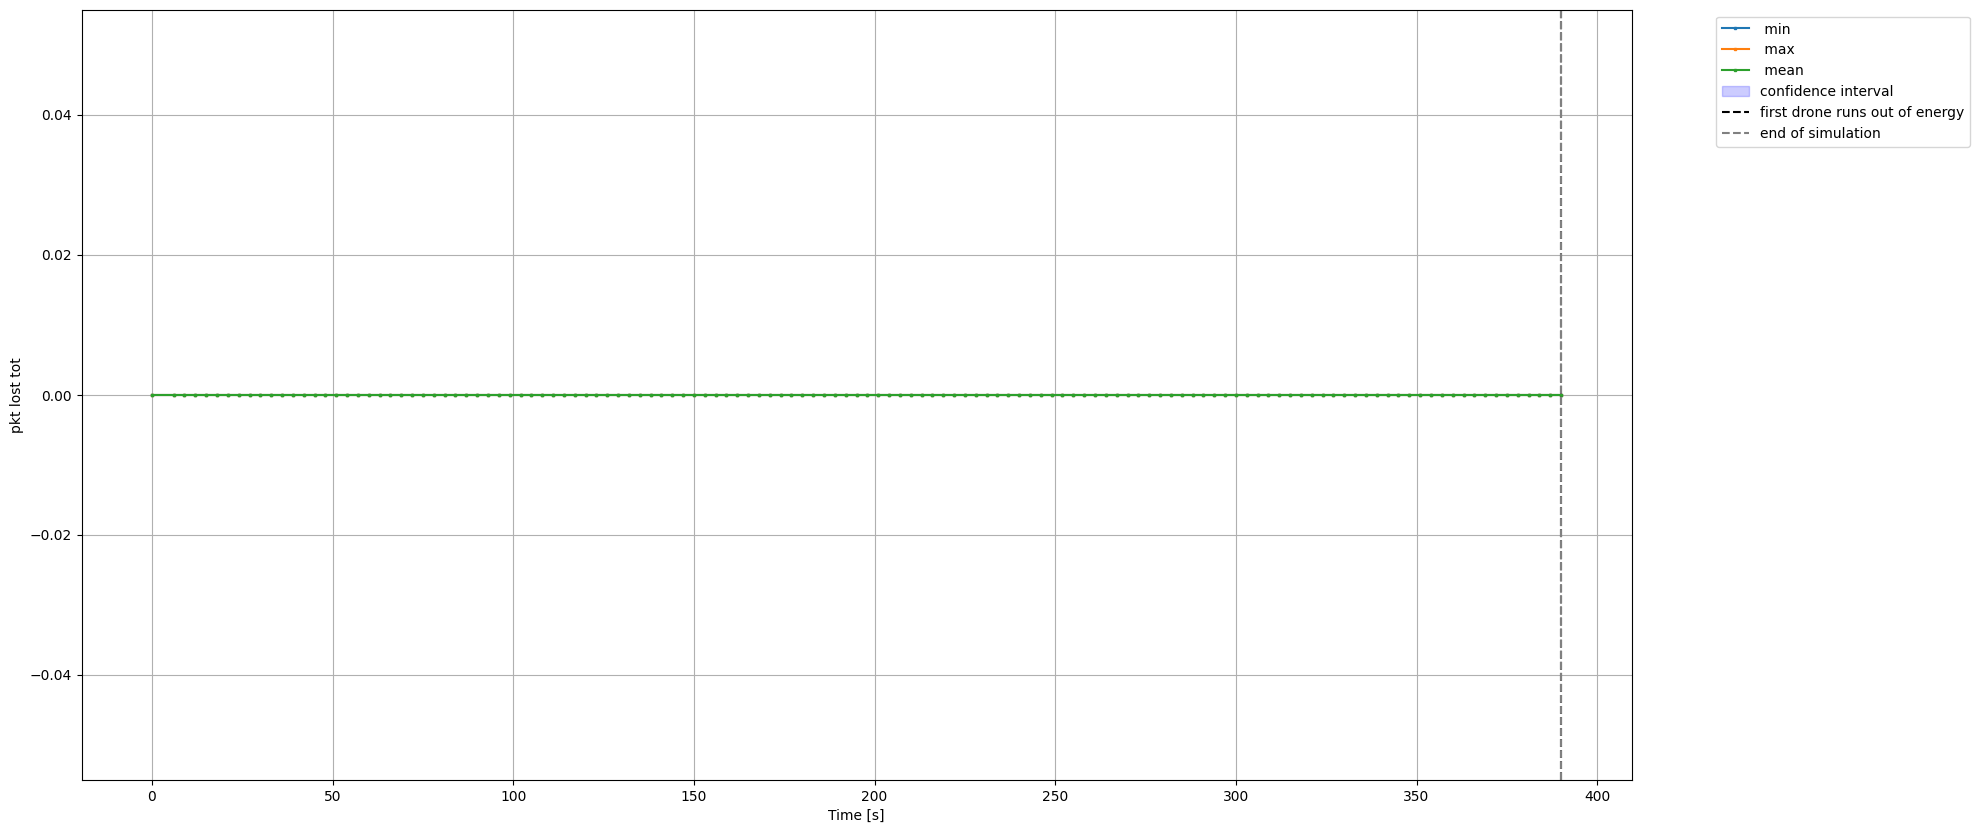 min
max
mean
confidence interval
first drone runs out of energy
end of simulation
0.04
0.02
0.00
−0.02
−0.04
pkt lost tot
0 50 100 150 200 250 300 350 400
Time [s]